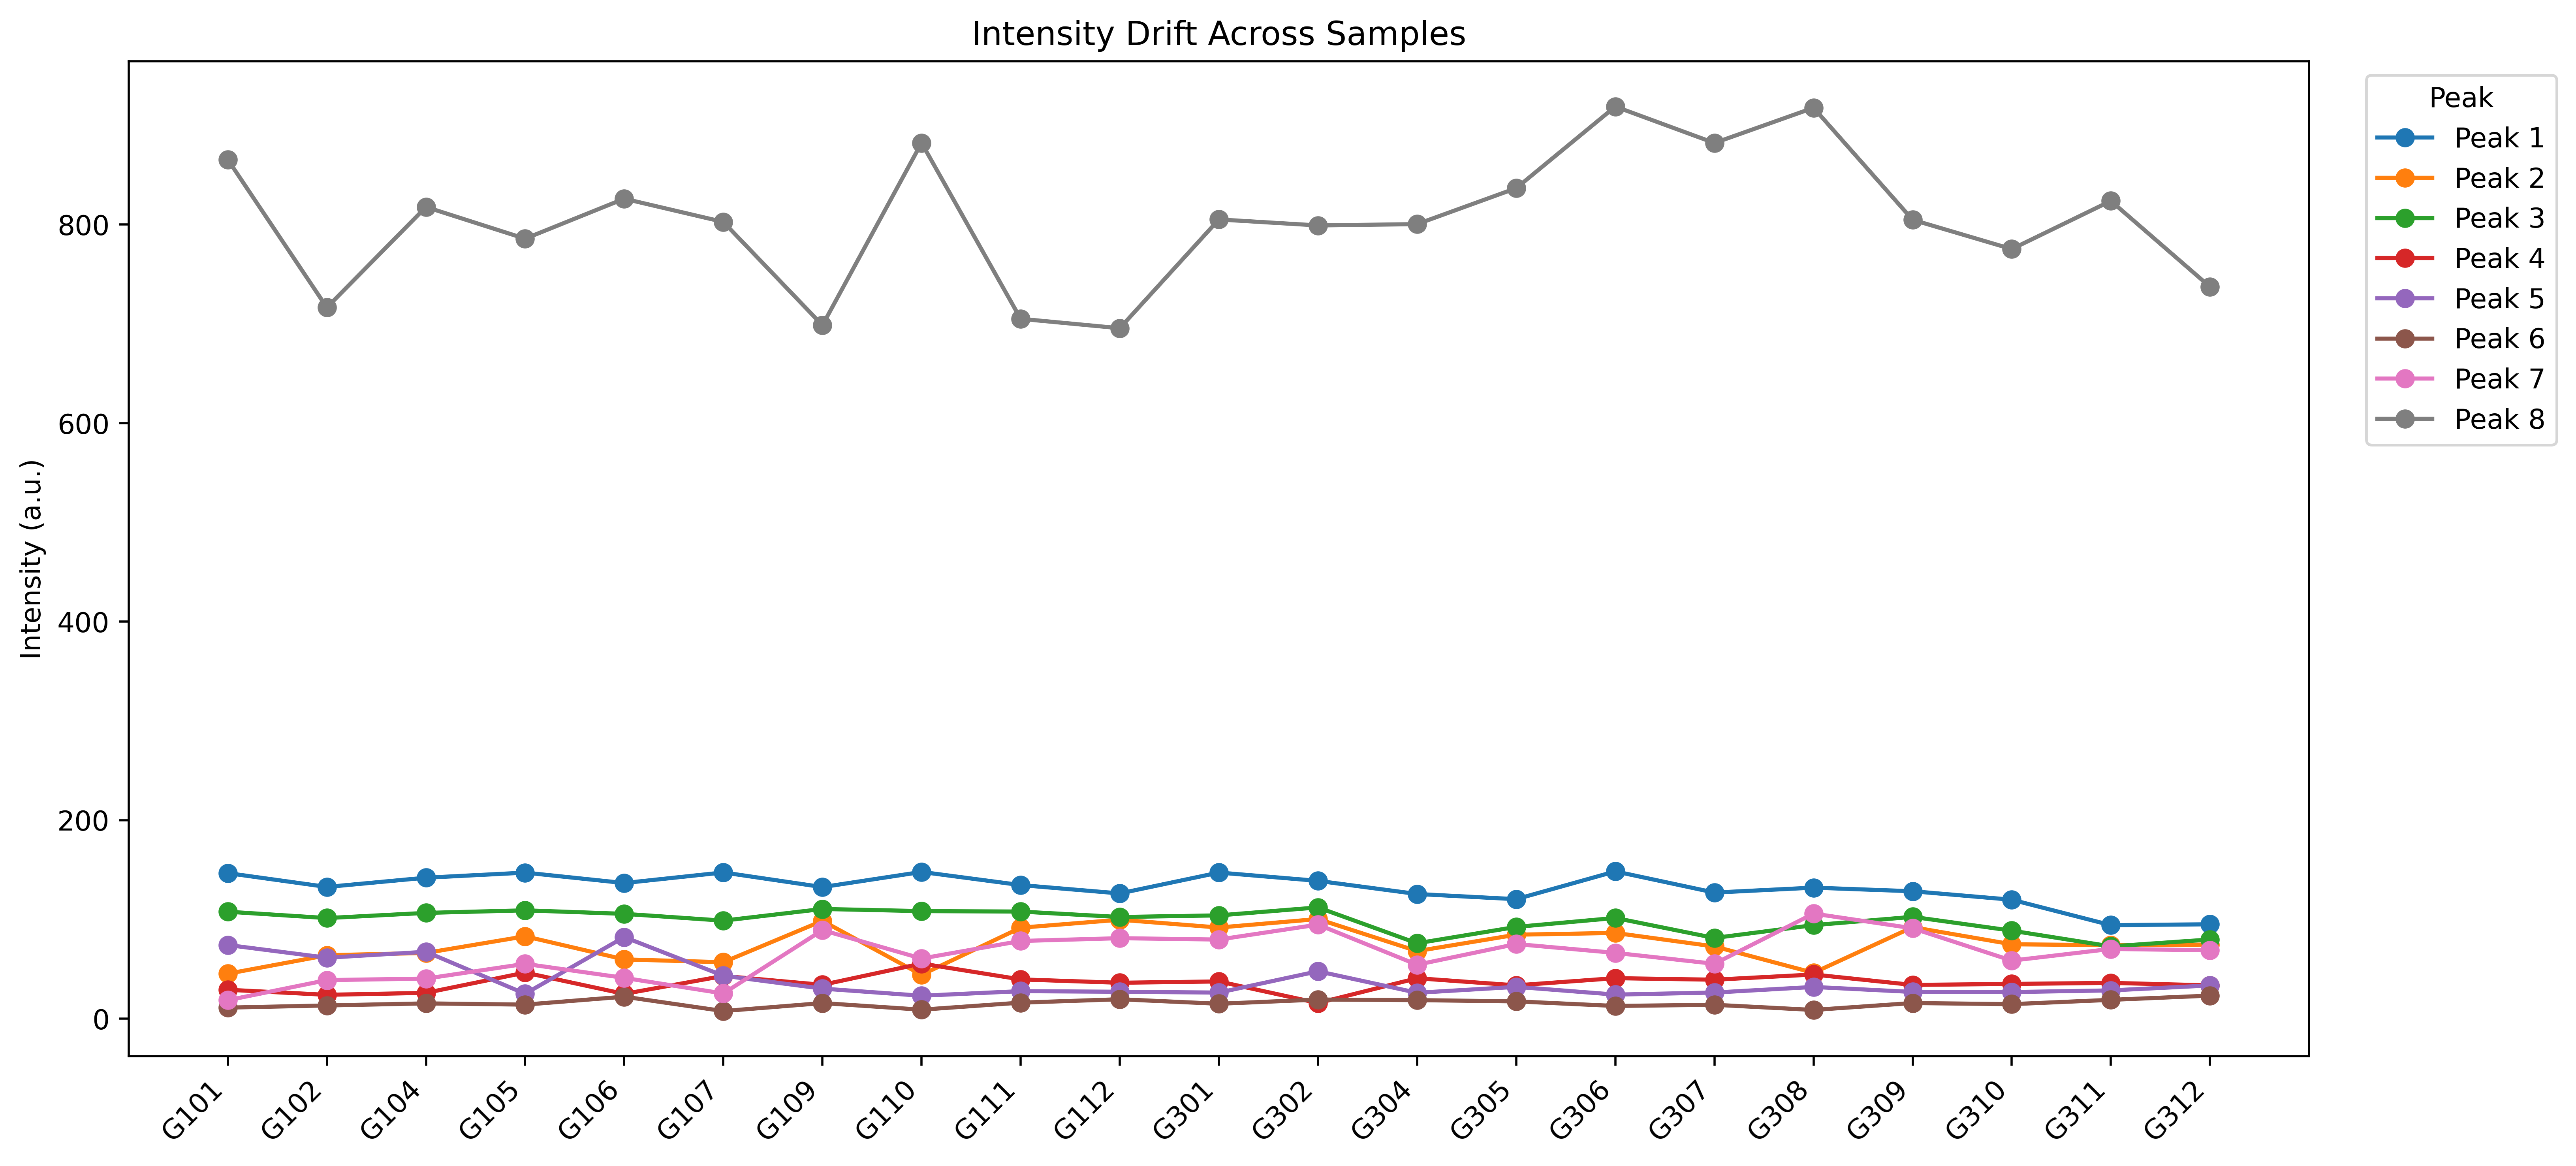 Intensity Drift Across Samples
Intensity (a.u.)
800
600
400
200
0
G101
G102
G104
G105
G106
G107
G109
G110
G111
G112
G301
G302
G304
G305
G306
G307
G308
G309
G310
G311
G312
Peak
Peak 1
Peak 2
Peak 3
Peak 4
Peak 5
Peak 6
Peak 7
Peak 8